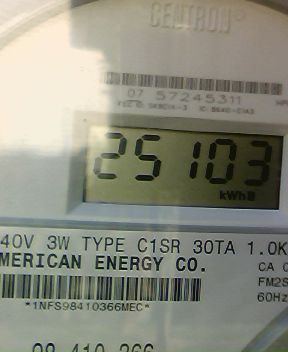 CENTRON®
07 57245311
25103
kWh
40V 3W TYPE C1SR 30TA 1.0K
MERICAN ENERGY CO.
CA
FM2S
60Hz
*1NFS98410366MEC*